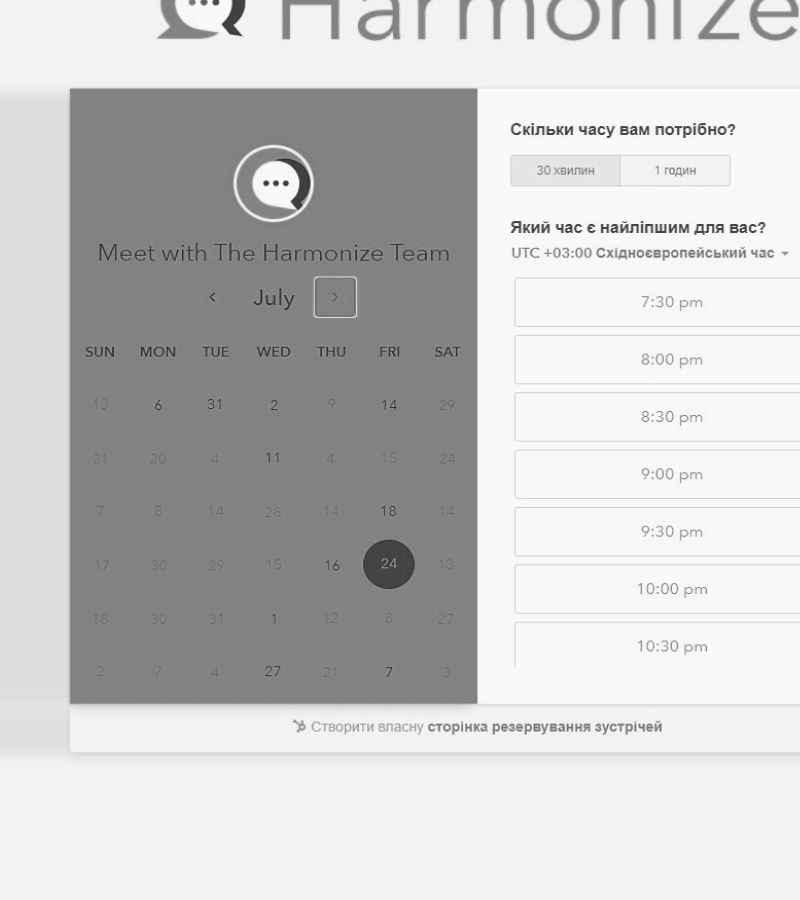 Harmonize
Meet with The Harmonize Team
July
SUN MON TUE WED THU FRI SAT
13 6 31 2 9 14 29
21 20 4 11 4 15 24
7 8 14 28 14 18 14
17 30 29 15 16 24 13
18 30 31 1 12 8 27
2 7 4 27 21 7 3
Скільки часу вам потрібно?
30 хвилин 1 годин
Який час є найліпшим для вас?
UTC +03:00 Східноєвропейський час
7:30 pm
8:00 pm
8:30 pm
9:00 pm
9:30 pm
10:00 pm
10:30 pm
Створити власну сторінка резервування зустрічей